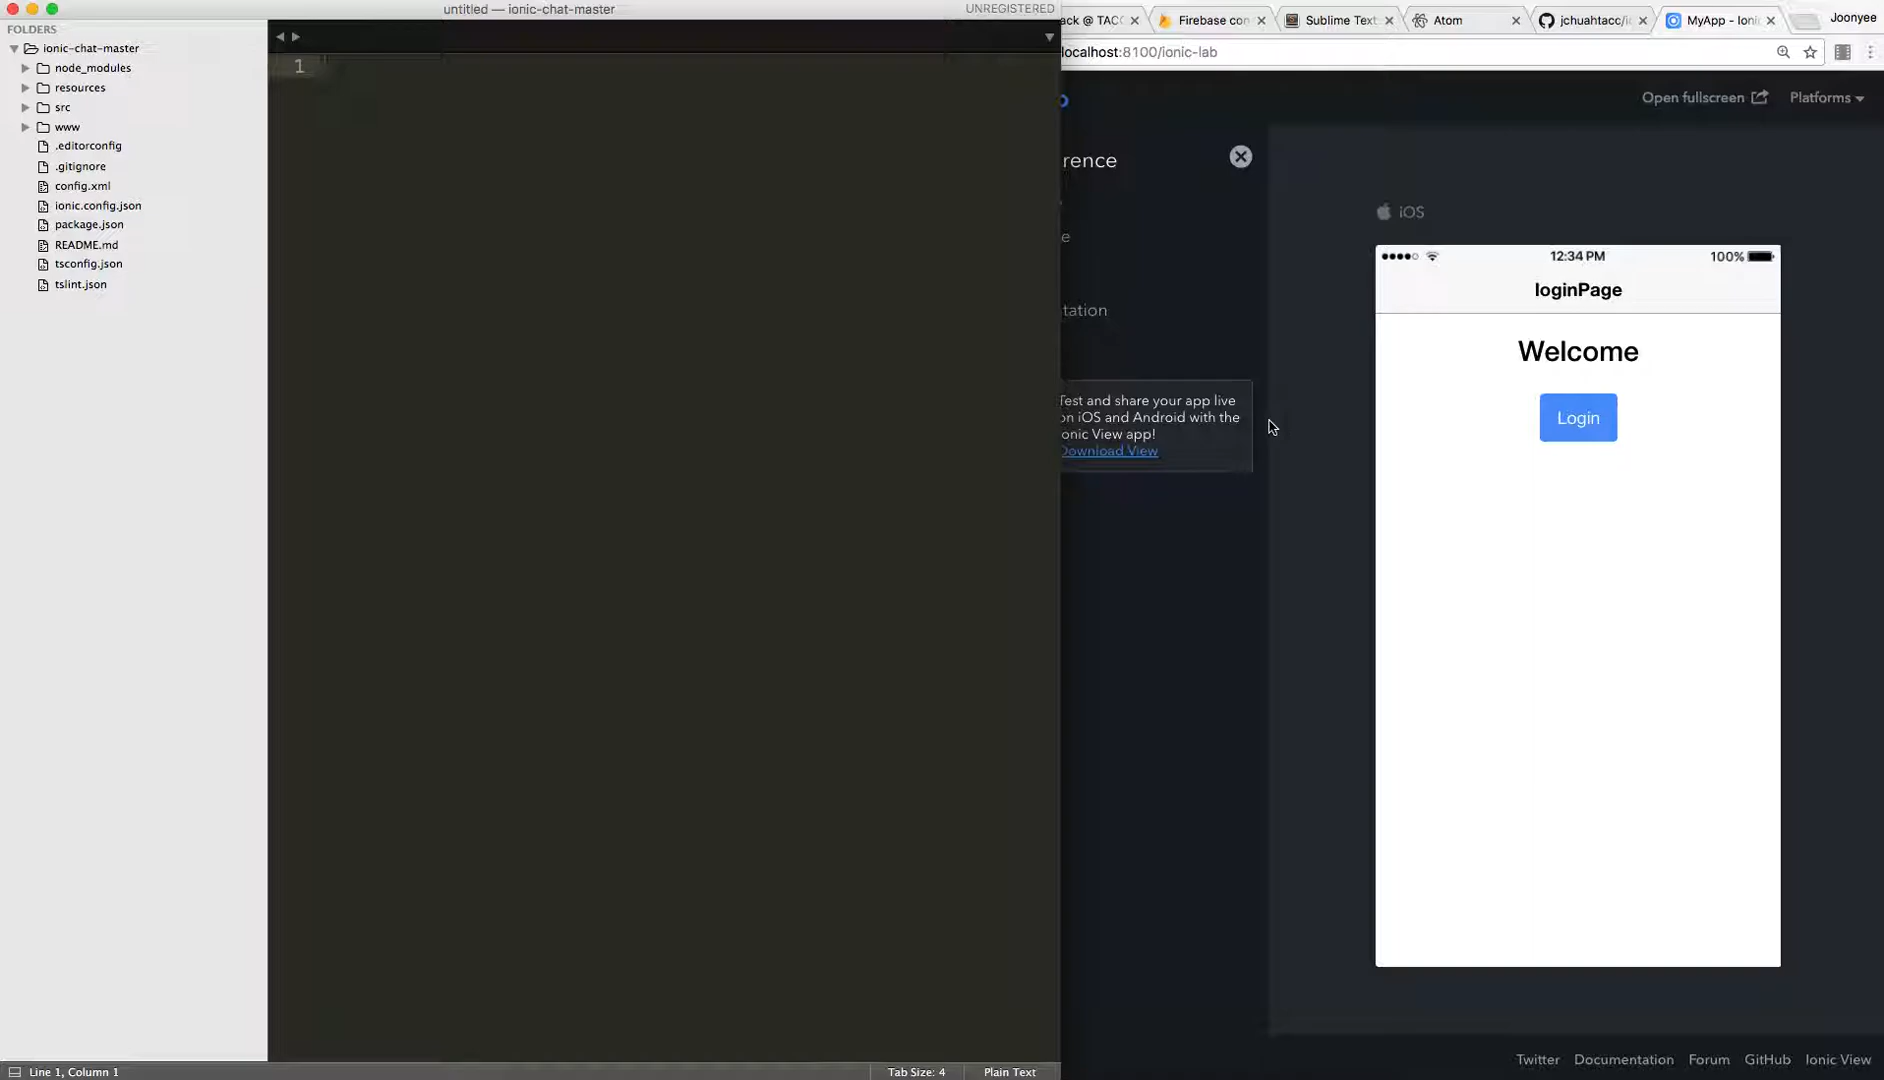 untitled — ionic-chat-master
UNREGISTERED
FOLDERS
ionic-chat-master
node_modules
resources
src
www
.editorconfig
.gitignore
config.xml
ionic.config.json
package.json
README.md
tsconfig.json
tslint.json
1
Line 1, Column 1
Tab Size: 4
Plain Text
ack @ TACC
Firebase con
Sublime Text:
Atom
jchuahtacc/io
MyApp - Ioni
Joonyee
localhost:8100/ionic-lab
Open fullscreen
Platforms
rence
e
tation
Test and share your app live
on iOS and Android with the
Ionic View app!
Download View
iOS
12:34 PM
100%
loginPage
Welcome
Login
Twitter
Documentation
Forum
GitHub
Ionic View